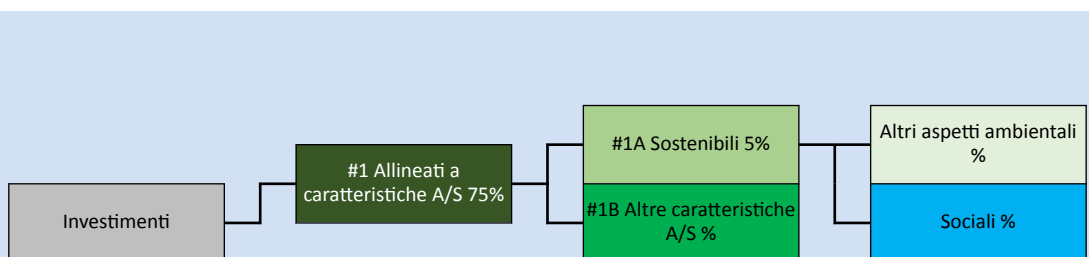 #1A Sostenibili 5%
Altri aspetti ambientali
%
#1 Allineati a
caratteristiche A/S 75%
Investimenti
#1B Altre caratteristiche
A/S %
Sociali %